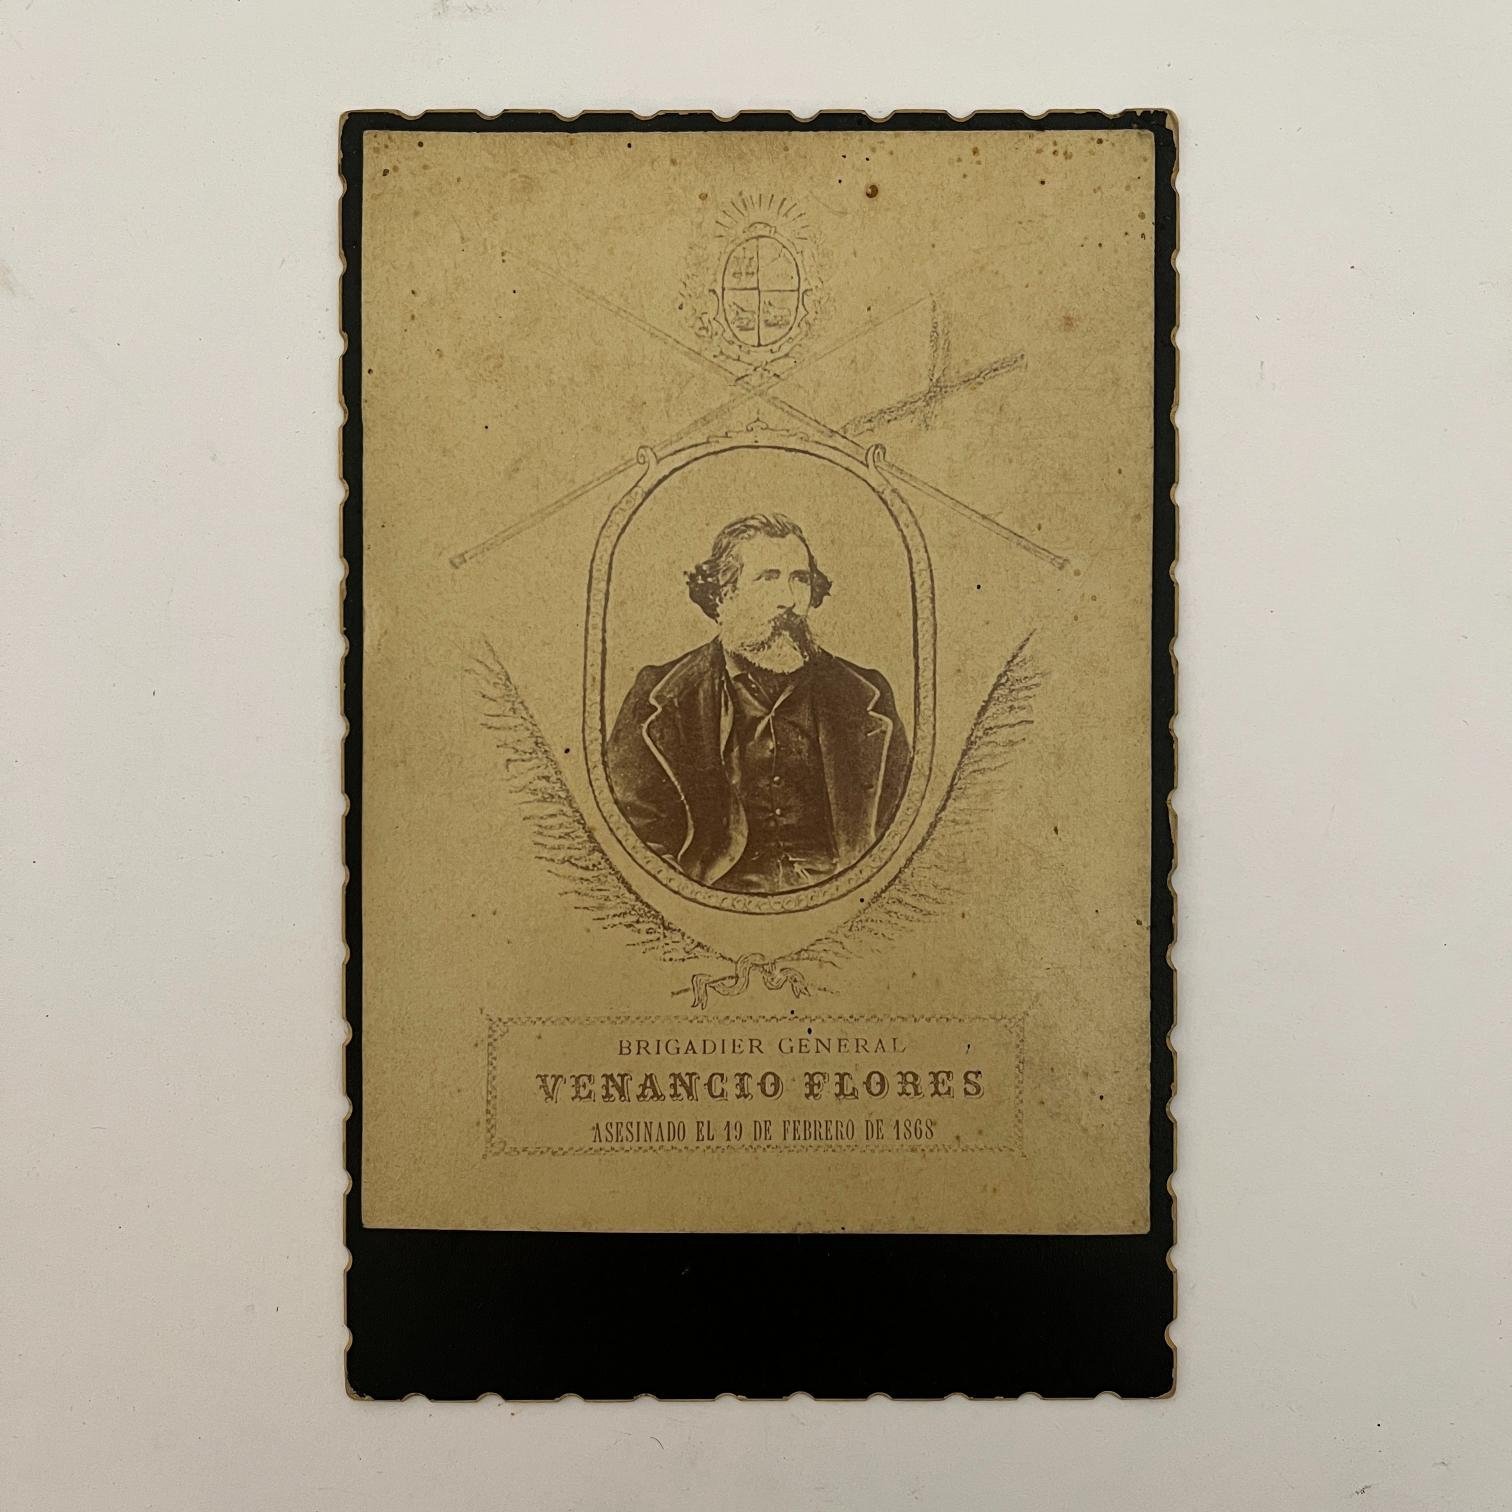 BRIGADIER GENERAL
VENANCIO FLORES
ASESINADO EL 19 DE FEBRERO DE 1868